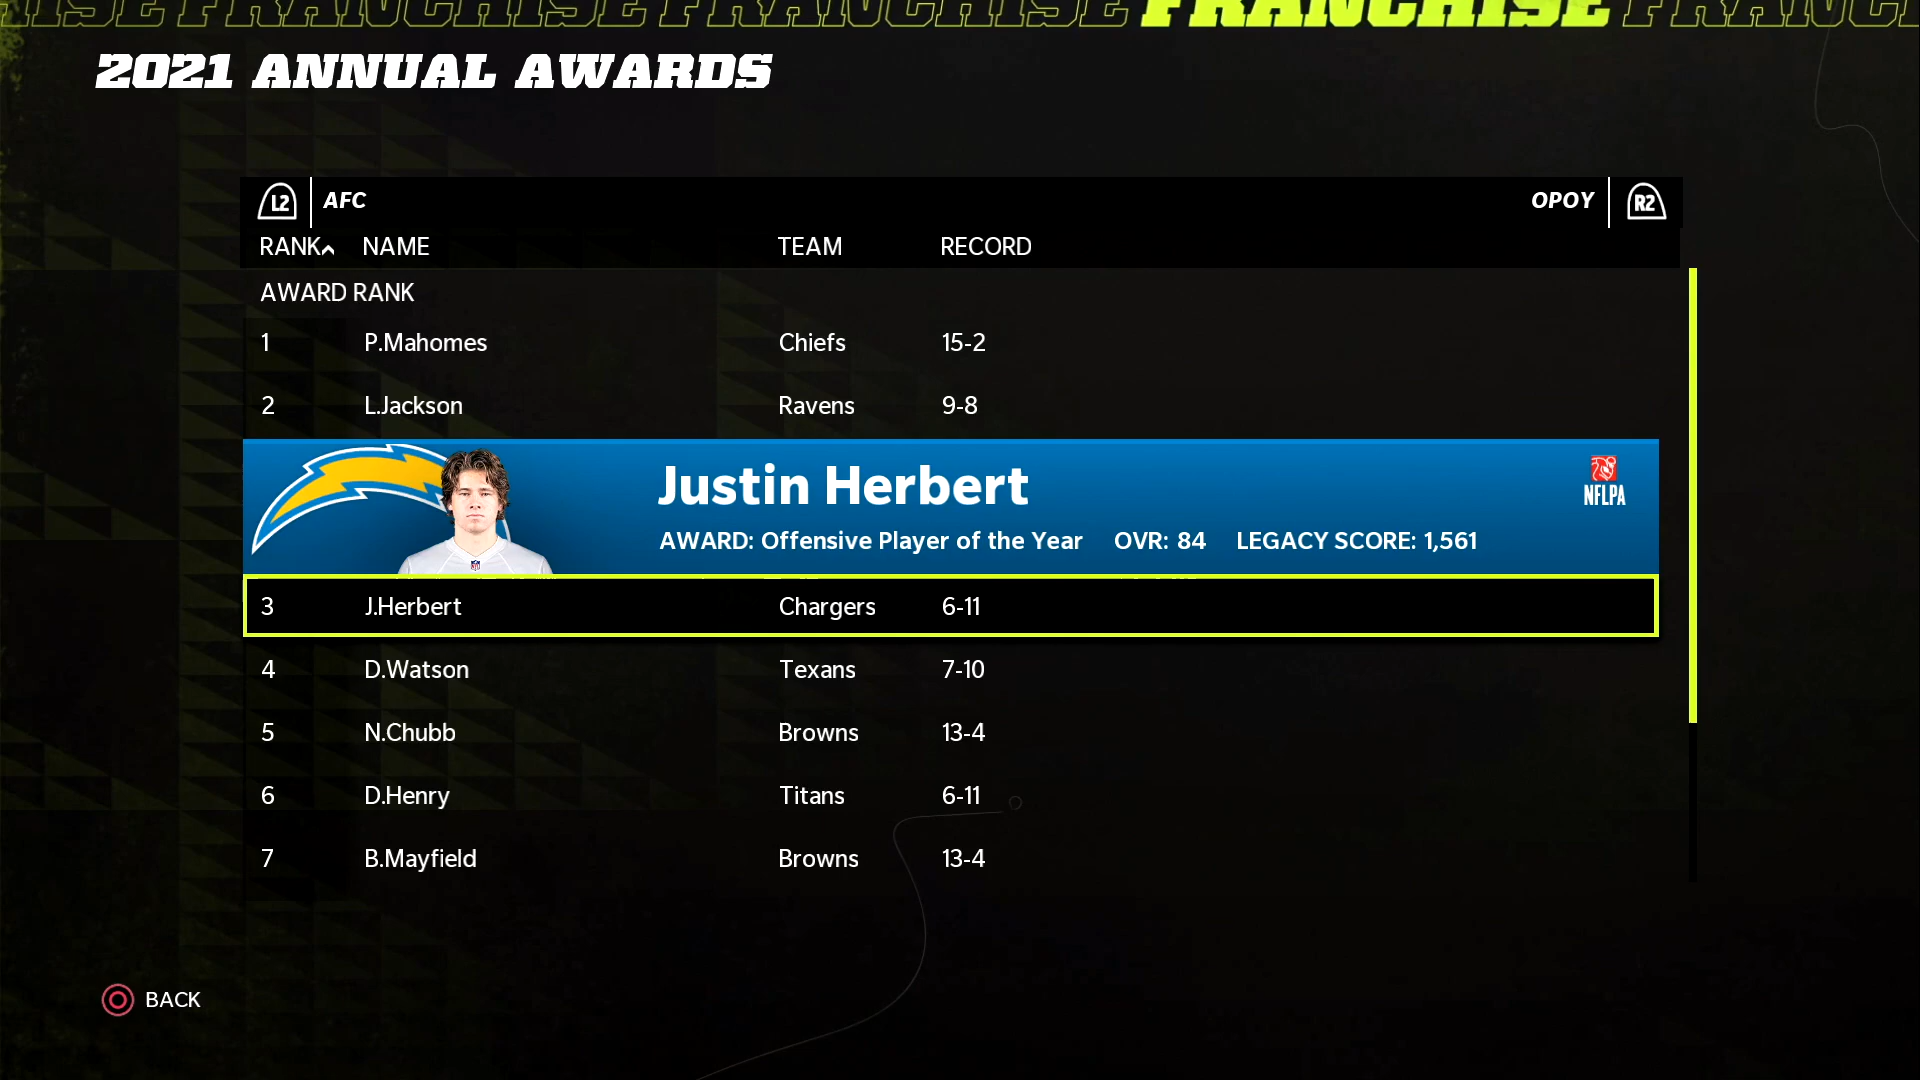 ISE FRANCHISE FRANCHISE FRANCHISE FRANCHI
2021 ANNUAL AWARDS
L2 AFC OPOY R2
RANK NAME TEAM RECORD
AWARD RANK
1 P.Mahomes Chiefs 15-2
2 L.Jackson Ravens 9-8
Justin Herbert
NFLPA
AWARD: Offensive Player of the Year OVR: 84 LEGACY SCORE: 1,561
3 J.Herbert Chargers 6-11
4 D.Watson Texans 7-10
5 N.Chubb Browns 13-4
6 D.Henry Titans 6-11
7 B.Mayfield Browns 13-4
BACK